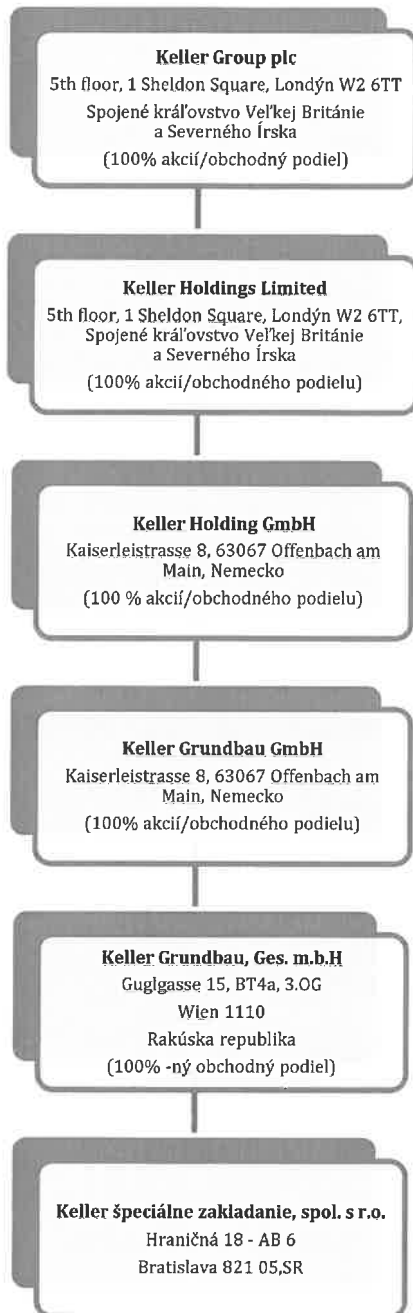 Keller Group plc
5th floor, 1 Sheldon Square, Londýn W2 6TT
Spojené kráľovstvo Veľkej Británie
a Severného Írska
(100% akcií/obchodný podiel)
Keller Holdings Limited
5th floor, 1 Sheldon Square, Londýn W2 6TT,
Spojené kráľovstvo Veľkej Británie
a Severného Írska
(100% akcií/obchodného podielu)
Keller Holding GmbH
Kaiserleistrasse 8, 63067 Offenbach am
Main, Nemecko
(100 % akcií/obchodného podielu)
Keller Grundbau GmbH
Kaiserleistrasse 8, 63067 Offenbach am
Main, Nemecko
(100% akcií/obchodného podielu)
Keller Grundbau, Ges. m.b.H
Guglgasse 15, BT4a, 3.OG
Wien 1110
Rakúska republika
(100% -ný obchodný podiel)
Keller špeciálne zakladanie, spol. s r.o.
Hraničná 18 - AB 6
Bratislava 821 05,SR